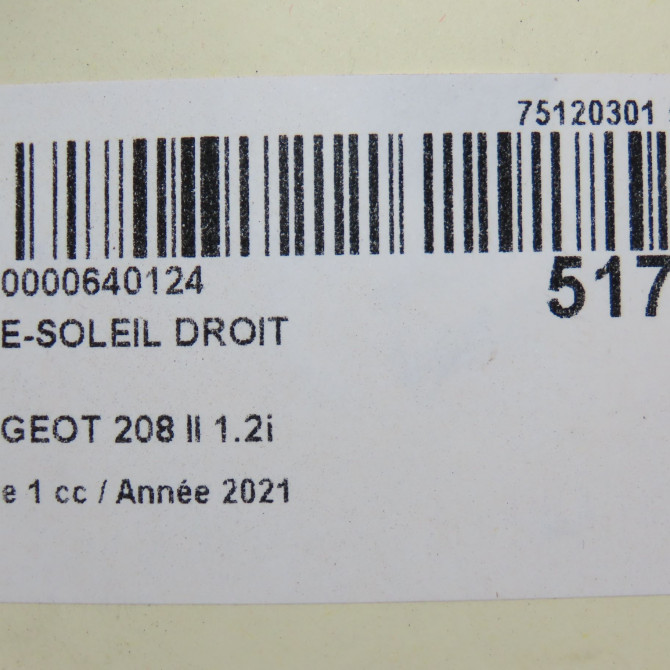 75120301
0000640124
517
E-SOLEIL DROIT
GEOT 208 II 1.2i
e 1 cc / Année 2021